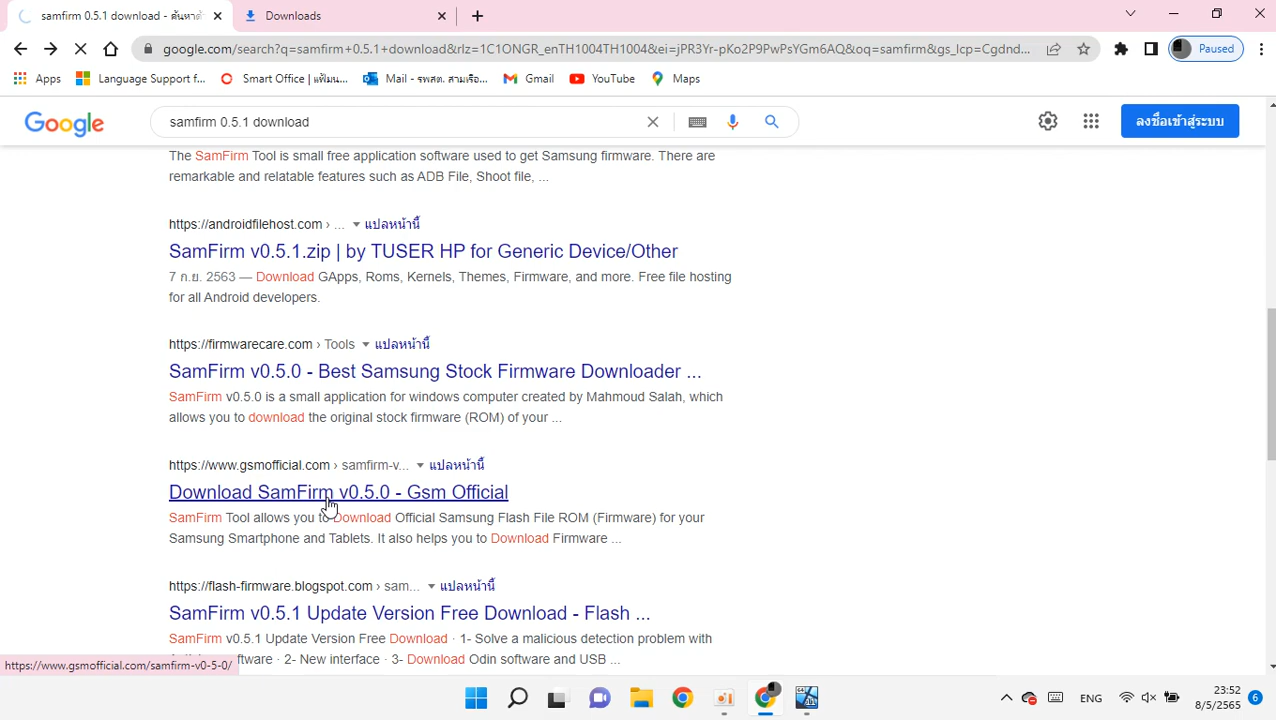 samfirm 0.5.1 download - ค้นหาด้
Downloads
google.com/search?q=samfirm+0.5.1+download&rlz=1C1ONGR_enTH1004TH1004&ei=jPR3Yr-pKo2P9PwPsYGm6AQ&oq=samfirm&gs_lcp=Cgdnd...
Paused
Apps
Language Support f...
Smart Office | แฟ้มน...
Mail - รพสต. สามเรือ...
Gmail
YouTube
Maps
Google
samfirm 0.5.1 download
ลงชื่อเข้าสู่ระบบ
The SamFirm Tool is small free application software used to get Samsung firmware. There are
remarkable and relatable features such as ADB File, Shoot file, ...
https://androidfilehost.com › ... แปลหน้านี้
SamFirm v0.5.1.zip | by TUSER HP for Generic Device/Other
7 ก.ย. 2563 — Download GApps, Roms, Kernels, Themes, Firmware, and more. Free file hosting
for all Android developers.
https://firmwarecare.com › Tools แปลหน้านี้
SamFirm v0.5.0 - Best Samsung Stock Firmware Downloader ...
SamFirm v0.5.0 is a small application for windows computer created by Mahmoud Salah, which
allows you to download the original stock firmware (ROM) of your ...
https://www.gsmofficial.com › samfirm-v... แปลหน้านี้
Download SamFirm v0.5.0 - Gsm Official
SamFirm Tool allows you to Download Official Samsung Flash File ROM (Firmware) for your
Samsung Smartphone and Tablets. It also helps you to Download Firmware ...
https://flash-firmware.blogspot.com › sam... แปลหน้านี้
SamFirm v0.5.1 Update Version Free Download - Flash ...
SamFirm v0.5.1 Update Version Free Download · 1- Solve a malicious detection problem with
ftware · 2- New interface · 3- Download Odin software and USB ...
https://www.gsmofficial.com/samfirm-v0-5-0/
ENG
23:52
8/5/2565
6